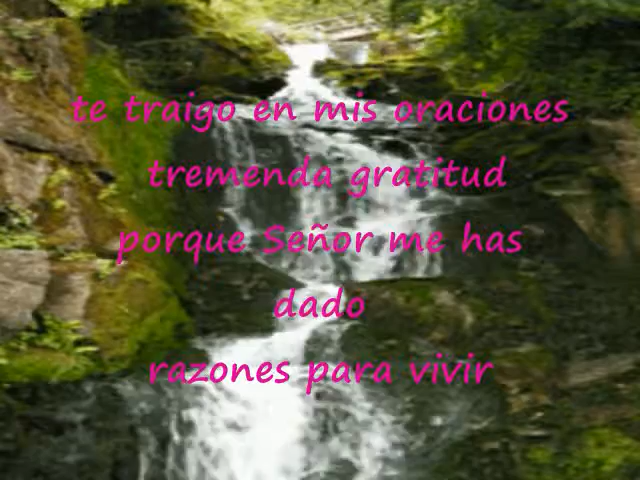 te traigo en mis oraciones
tremenda gratitud
porque Señor me has
dado
razones para vivir